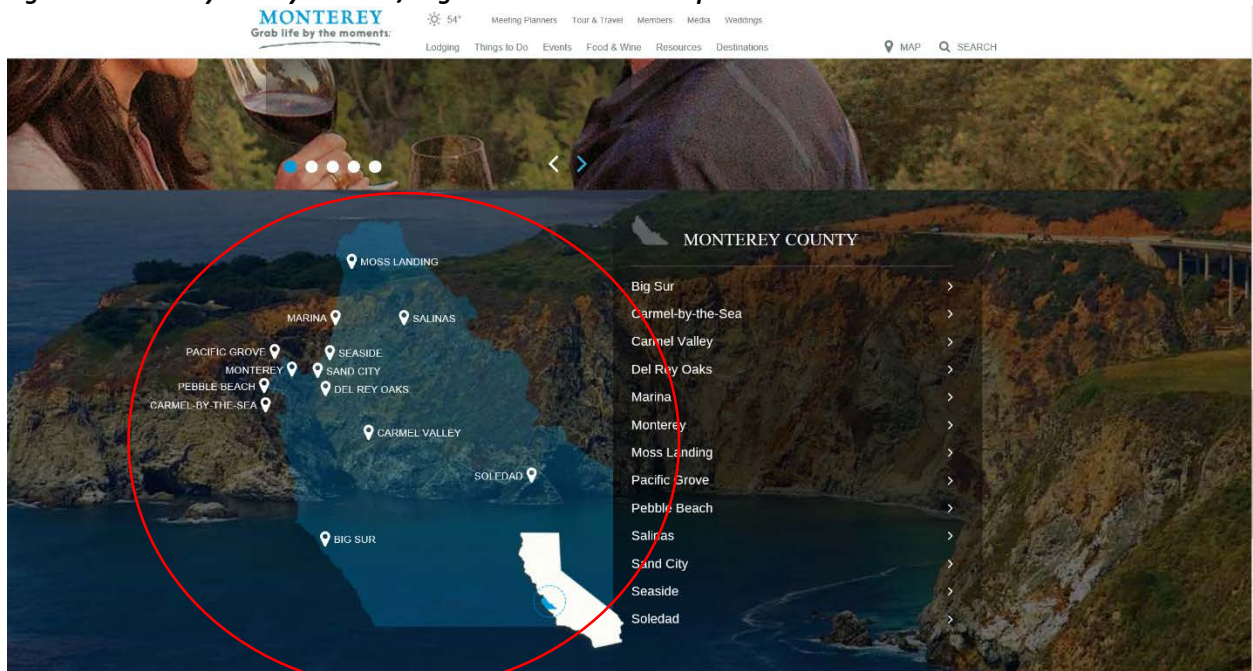 MONTEREY
Grab life by the moments.
54° Meeting Planners Tour & Travel Members Media Weddings
Lodging Things to Do Events Food & Wine Resources Destinations
MAP SEARCH
MOSS LANDING
MARINA
SALINAS
PACIFIC GROVE
SEASIDE
MONTEREY
SAND CITY
PEBBLE BEACH
DEL REY OAKS
CARMEL-BY-THE-SEA
CARMEL VALLEY
SOLEDAD
BIG SUR
MONTEREY COUNTY
Big Sur
Carmel-by-the-Sea
Carmel Valley
Del Rey Oaks
Marina
Monterey
Moss Landing
Pacific Grove
Pebble Beach
Salinas
Sand City
Seaside
Soledad